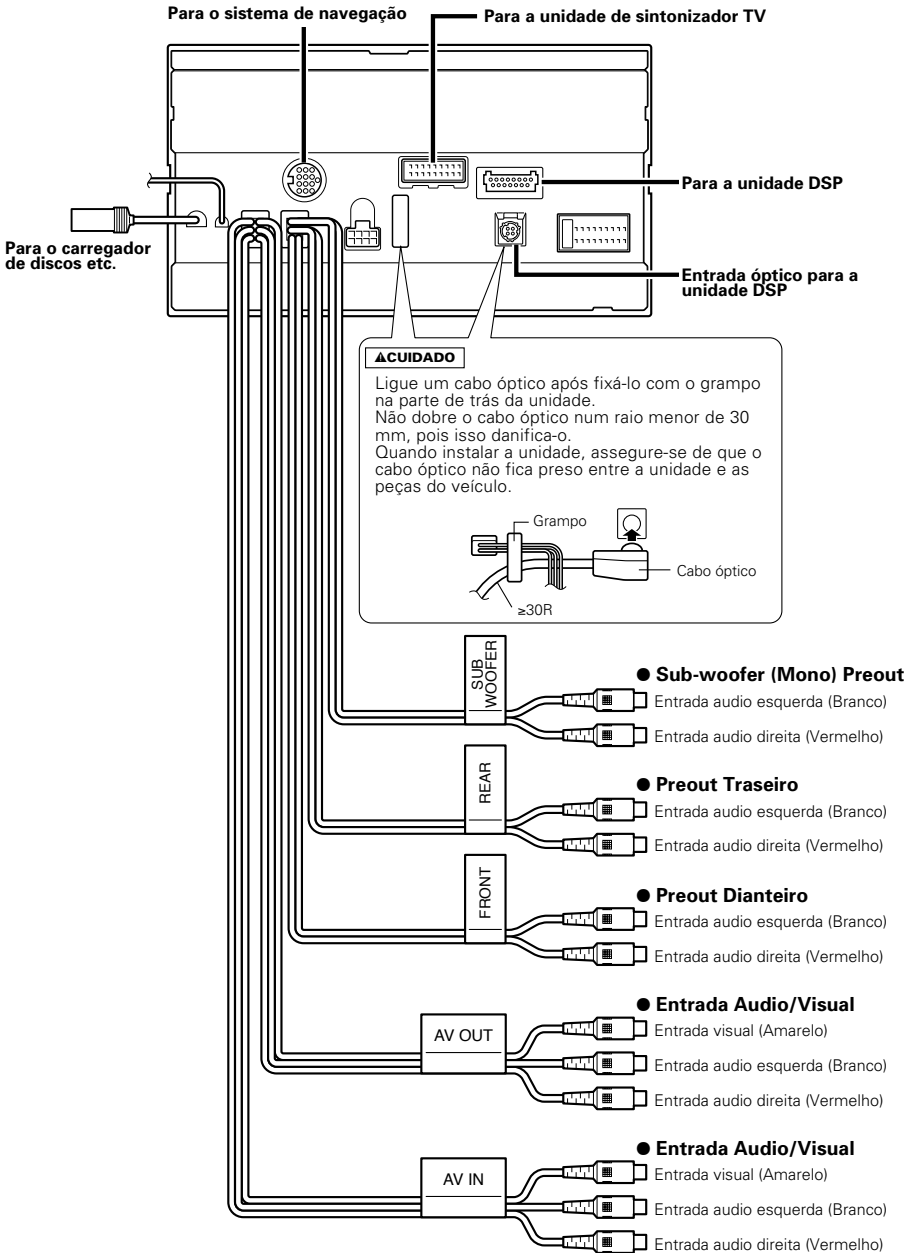 Para o sistema de navegação
Para a unidade de sintonizador TV
Para a unidade DSP
Para o carregador
de discos etc.
Entrada óptico para a
unidade DSP
CUIDADO
Ligue um cabo óptico após fixá-lo com o grampo
na parte de trás da unidade.
Não dobre o cabo óptico num raio menor de 30
mm, pois isso danifica-o.
Quando instalar a unidade, assegure-se de que o
cabo óptico não fica preso entre a unidade e as
peças do veículo.
Grampo
Cabo óptico
≥30R
SUB
WOOFER
● Sub-woofer (Mono) Preout
Entrada audio esquerda (Branco)
Entrada audio direita (Vermelho)
REAR
● Preout Traseiro
Entrada audio esquerda (Branco)
Entrada audio direita (Vermelho)
FRONT
● Preout Dianteiro
Entrada audio esquerda (Branco)
Entrada audio direita (Vermelho)
AV OUT
● Entrada Audio/Visual
Entrada visual (Amarelo)
Entrada audio esquerda (Branco)
Entrada audio direita (Vermelho)
AV IN
● Entrada Audio/Visual
Entrada visual (Amarelo)
Entrada audio esquerda (Branco)
Entrada audio direita (Vermelho)